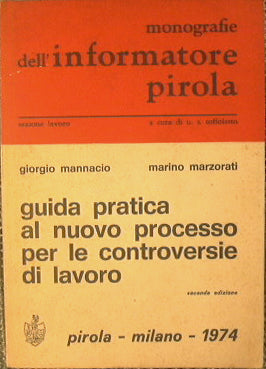 monografie
dell'informatore
pirola
sezione lavoro a cura di u. s.
giorgio mannacio marino marzorati
guida pratica
al nuovo processo
per le controversie
di lavoro
seconda edizione
pirola - milano - 1974